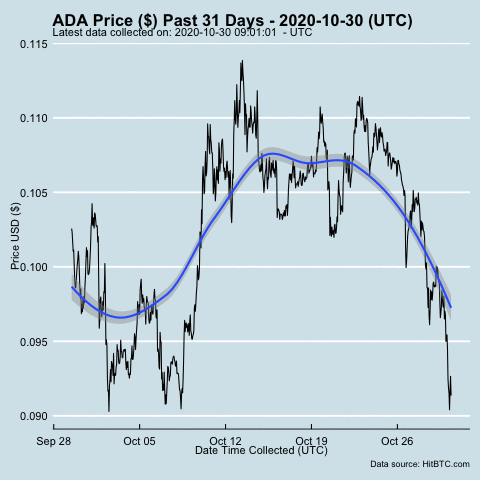 ADA Price ($) Past 31 Days - 2020-10-30 (UTC)
Latest data collected on: 2020-10-30 09:01:01 - UTC
0.115
0.110
0.105
0.100
0.095
0.090
Price USD ($)
Sep 28 Oct 05 Oct 12 Oct 19 Oct 26
Date Time Collected (UTC)
Data source: HitBTC.com